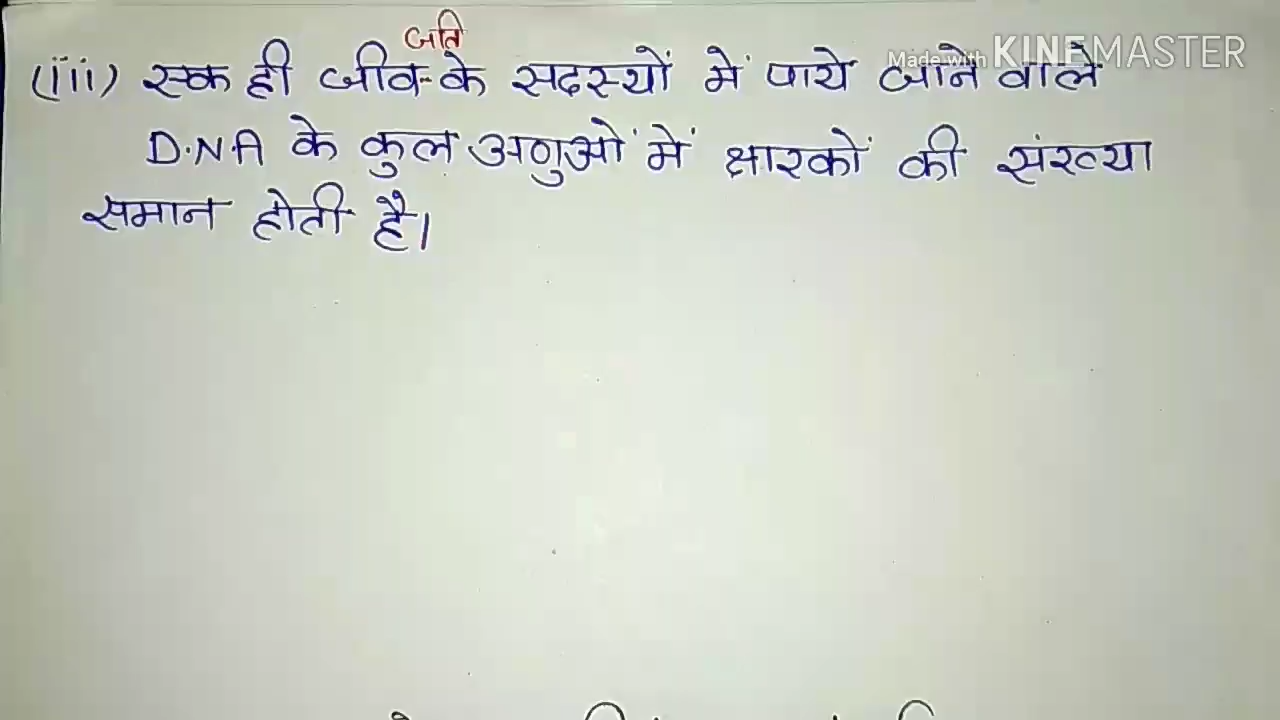 जाति
(iii) एक ही जीव-के सदस्यों में पाये जाने वाले
Made with KINEMASTER
D.N.A के कुल अणुओं में क्षारकों की संख्या
समान होती है।